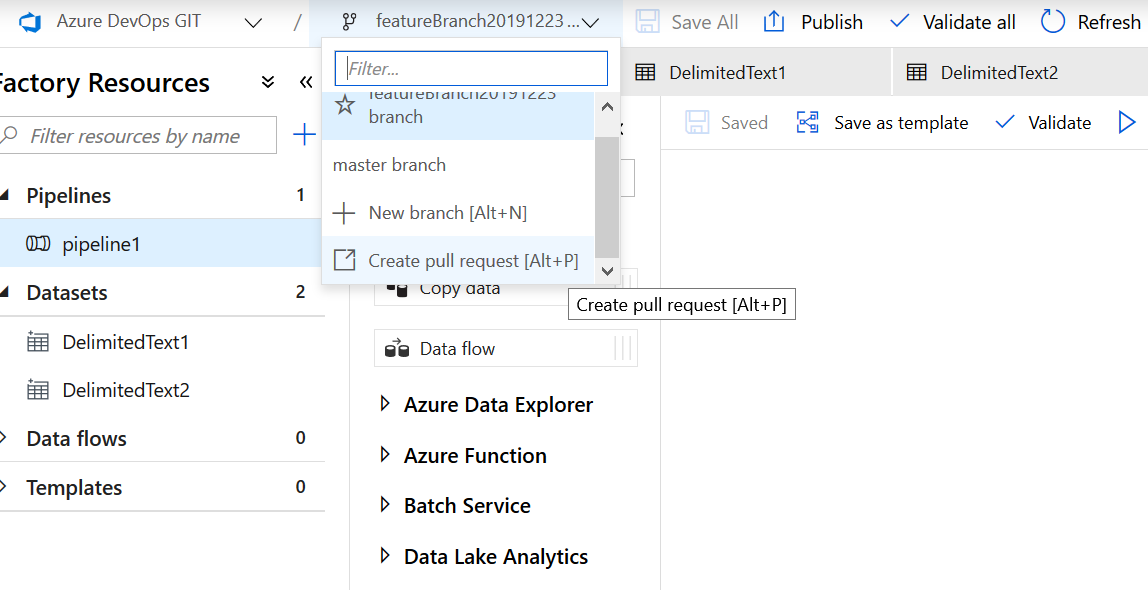 Azure DevOps GIT
/
featureBranch20191223...
Save All
Publish
Validate all
Refresh
Factory Resources
Filter resources by name
Pipelines 1
pipeline1
Datasets 2
DelimitedText1
DelimitedText2
Data flows 0
Templates 0
Filter...
featureBranch20191223
branch
master branch
New branch [Alt+N]
Create pull request [Alt+P]
Create pull request [Alt+P]
Copy data
Data flow
Azure Data Explorer
Azure Function
Batch Service
Data Lake Analytics
DelimitedText1
DelimitedText2
Saved
Save as template
Validate